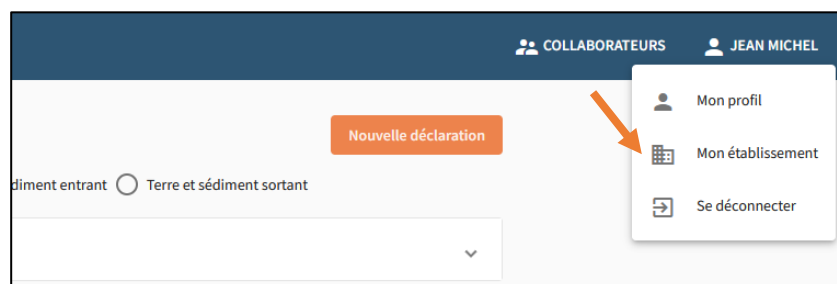 COLLABORATEURS JEAN MICHEL
Mon profil
Nouvelle déclaration
Mon établissement
diment entrant Terre et sédiment sortant
Se déconnecter